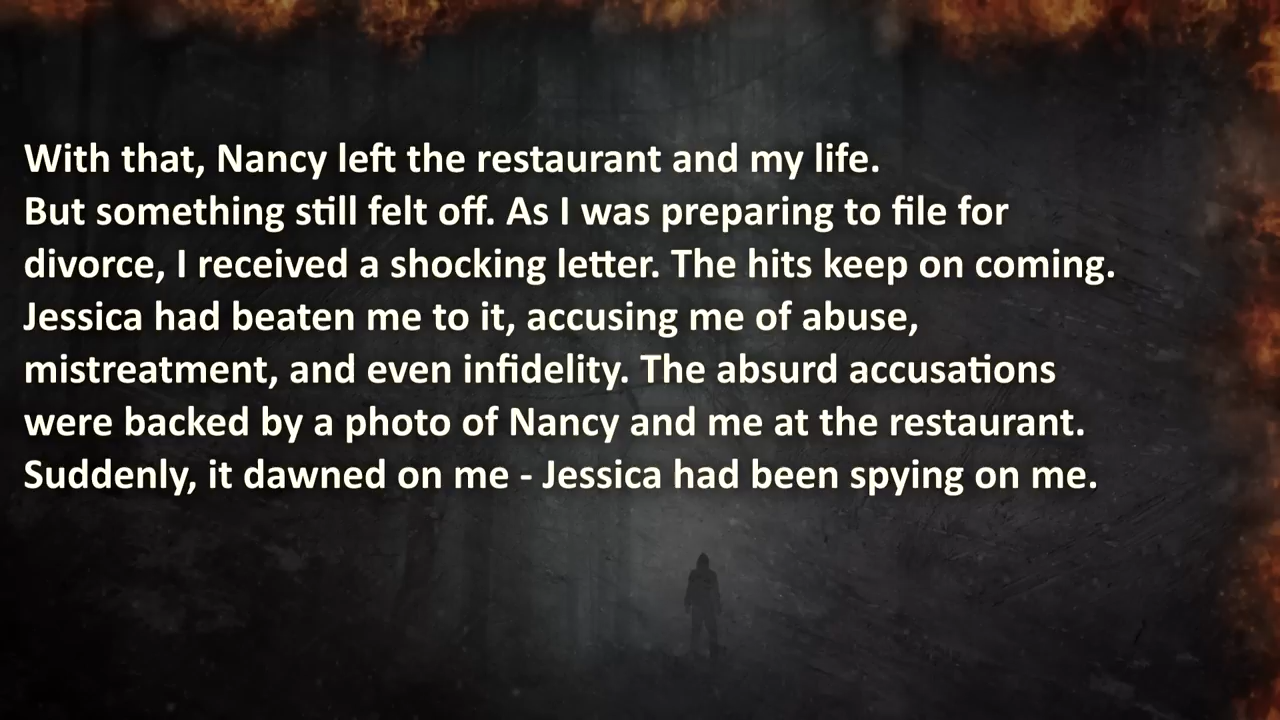 With that, Nancy left the restaurant and my life.
But something still felt off. As I was preparing to file for
divorce, I received a shocking letter. The hits keep on coming.
Jessica had beaten me to it, accusing me of abuse,
mistreatment, and even infidelity. The absurd accusations
were backed by a photo of Nancy and me at the restaurant.
Suddenly, it dawned on me - Jessica had been spying on me.